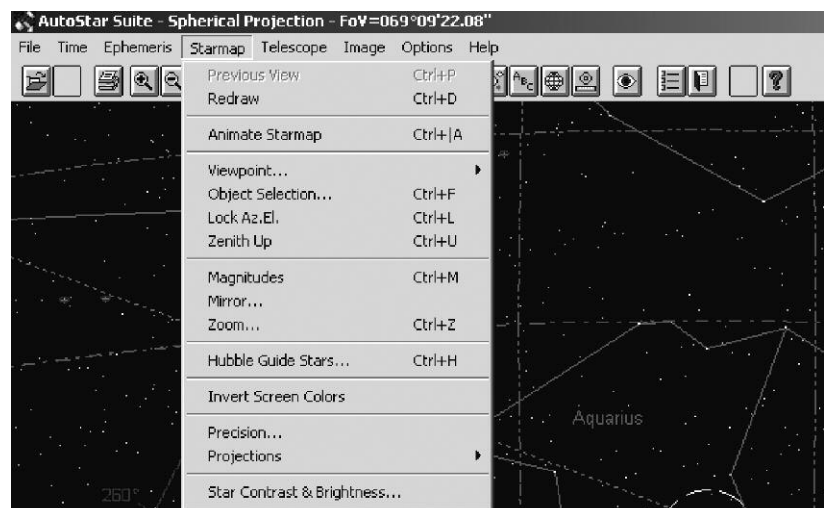 AutoStar Suite - Spherical Projection - FoV=069°09'22.08"
File Time Ephemeris Starmap Telescope Image Options Help
ABC ?
Previous View Ctrl+P
Redraw Ctrl+D
Animate Starmap Ctrl+|A
Viewpoint...
Object Selection... Ctrl+F
Lock Az.El. Ctrl+L
Zenith Up Ctrl+U
Magnitudes Ctrl+M
Mirror...
Zoom... Ctrl+Z
Hubble Guide Stars... Ctrl+H
Invert Screen Colors
Aquarius
Precision...
Projections
260°
Star Contrast & Brightness...